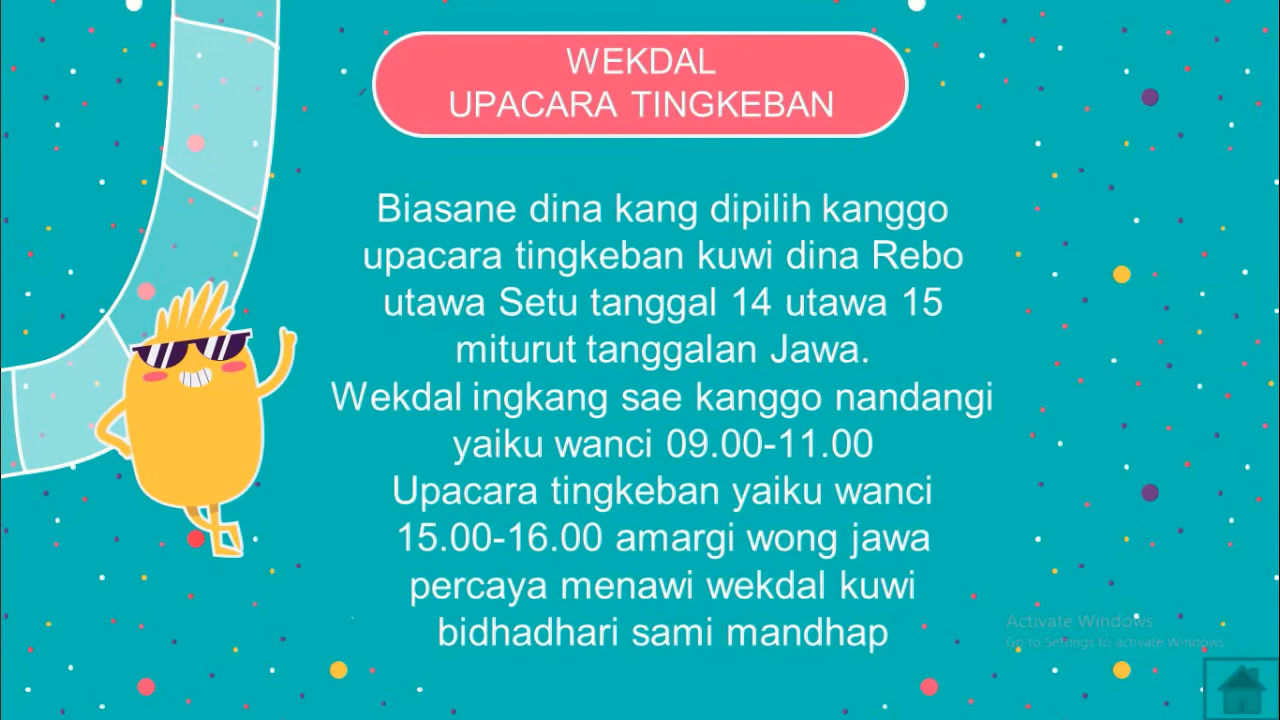 WEKDAL
UPACARA TINGKEBAN
Biasane dina kang dipilih kanggo
upacara tingkeban kuwi dina Rebo
utawa Setu tanggal 14 utawa 15
miturut tanggalan Jawa.
Wekdal ingkang sae kanggo nandangi
yaiku wanci 09.00-11.00
Upacara tingkeban yaiku wanci
15.00-16.00 amargi wong jawa
percaya menawi wekdal kuwi
bidhadhari sami mandhap
Activate Windows
Go to Settings to activate Windows.